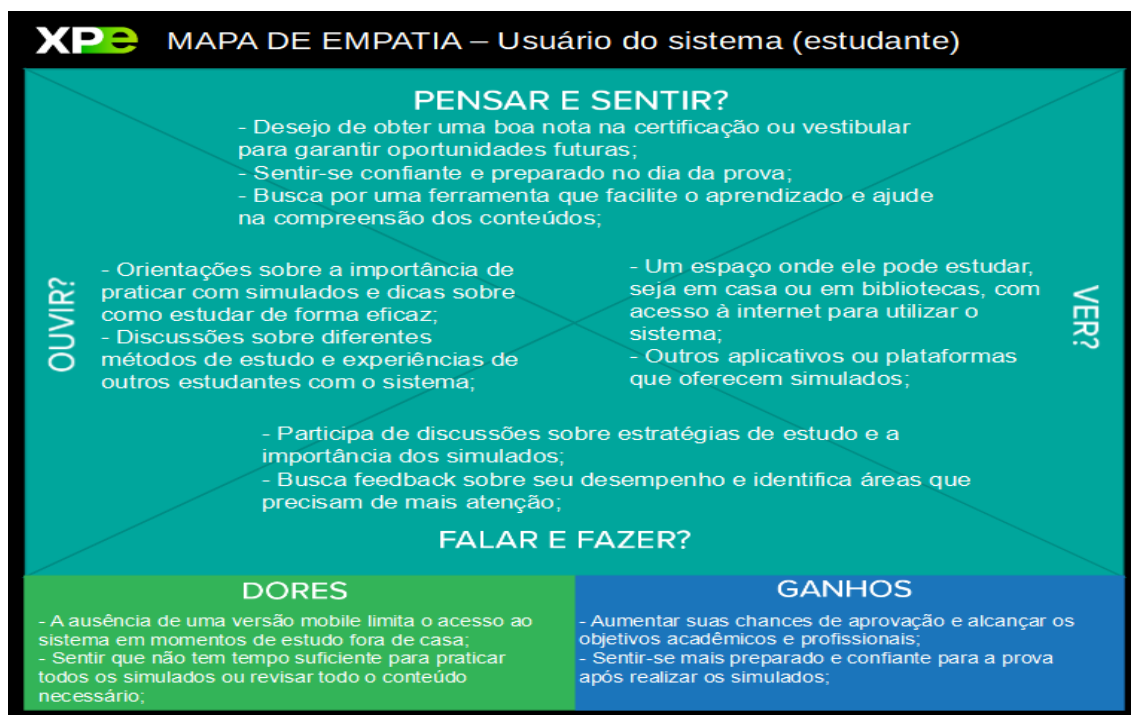 XPe MAPA DE EMPATIA – Usuário do sistema (estudante)
PENSAR E SENTIR?
- Desejo de obter uma boa nota na certificação ou vestibular
para garantir oportunidades futuras;
- Sentir-se confiante e preparado no dia da prova;
- Busca por uma ferramenta que facilite o aprendizado e ajude
na compreensão dos conteúdos;
OUVIR?
- Orientações sobre a importância de
praticar com simulados e dicas sobre
como estudar de forma eficaz;
- Discussões sobre diferentes
métodos de estudo e experiências de
outros estudantes com o sistema;
- Um espaço onde ele pode estudar,
seja em casa ou em bibliotecas, com
acesso à internet para utilizar o
sistema;
- Outros aplicativos ou plataformas
que oferecem simulados;
VER?
- Participa de discussões sobre estratégias de estudo e a
importância dos simulados;
- Busca feedback sobre seu desempenho e identifica áreas que
precisam de mais atenção;
FALAR E FAZER?
DORES
- A ausência de uma versão mobile limita o acesso ao
sistema em momentos de estudo fora de casa;
- Sentir que não tem tempo suficiente para praticar
todos os simulados ou revisar todo o conteúdo
necessário;
GANHOS
- Aumentar suas chances de aprovação e alcançar os
objetivos acadêmicos e profissionais;
- Sentir-se mais preparado e confiante para a prova
após realizar os simulados;